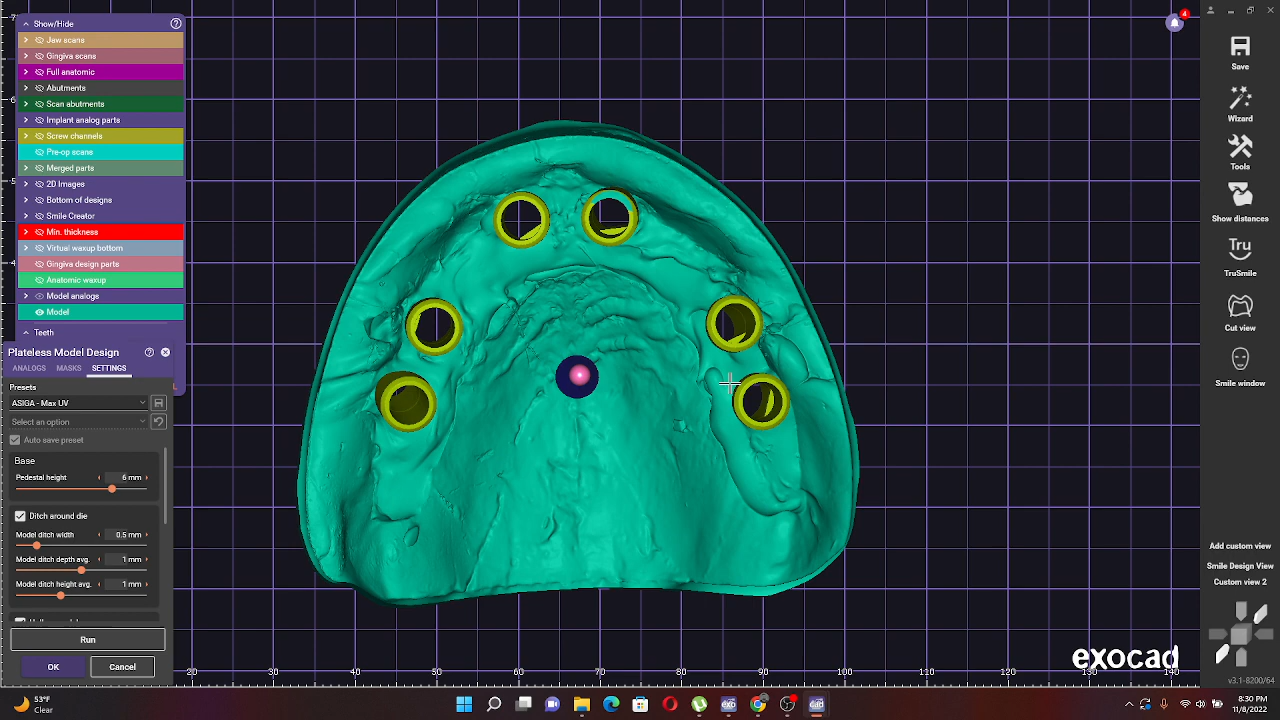 Show/Hide
Jaw scans
Gingiva scans
Full anatomic
Abutments
Scan abutments
Implant analog parts
Screw channels
Pre-op scans
Merged parts
2D Images
Bottom of designs
Smile Creator
Min. thickness
Virtual waxup bottom
Gingiva design parts
Anatomic waxup
Model analogs
Model
Teeth
Plateless Model Design
ANALOGS MASKS SETTINGS
Presets
ASIGA - Max UV
Select an option
Auto save preset
Base
Pedestal height 6 mm
Ditch around die
Model ditch width 0.5 mm
Model ditch depth avg. 1 mm
Model ditch height avg. 1 mm
Run
OK Cancel
20 30 40 50 60 70 80 90 100 110 120 130 140
4
Save
Wizard
Tools
Show distances
Tru
TruSmile
Cut view
Smile window
Add custom view
Smile Design View
Custom view 2
exocad
v3.1-8200/64
53°F
Clear
8:30 PM
11/8/2022